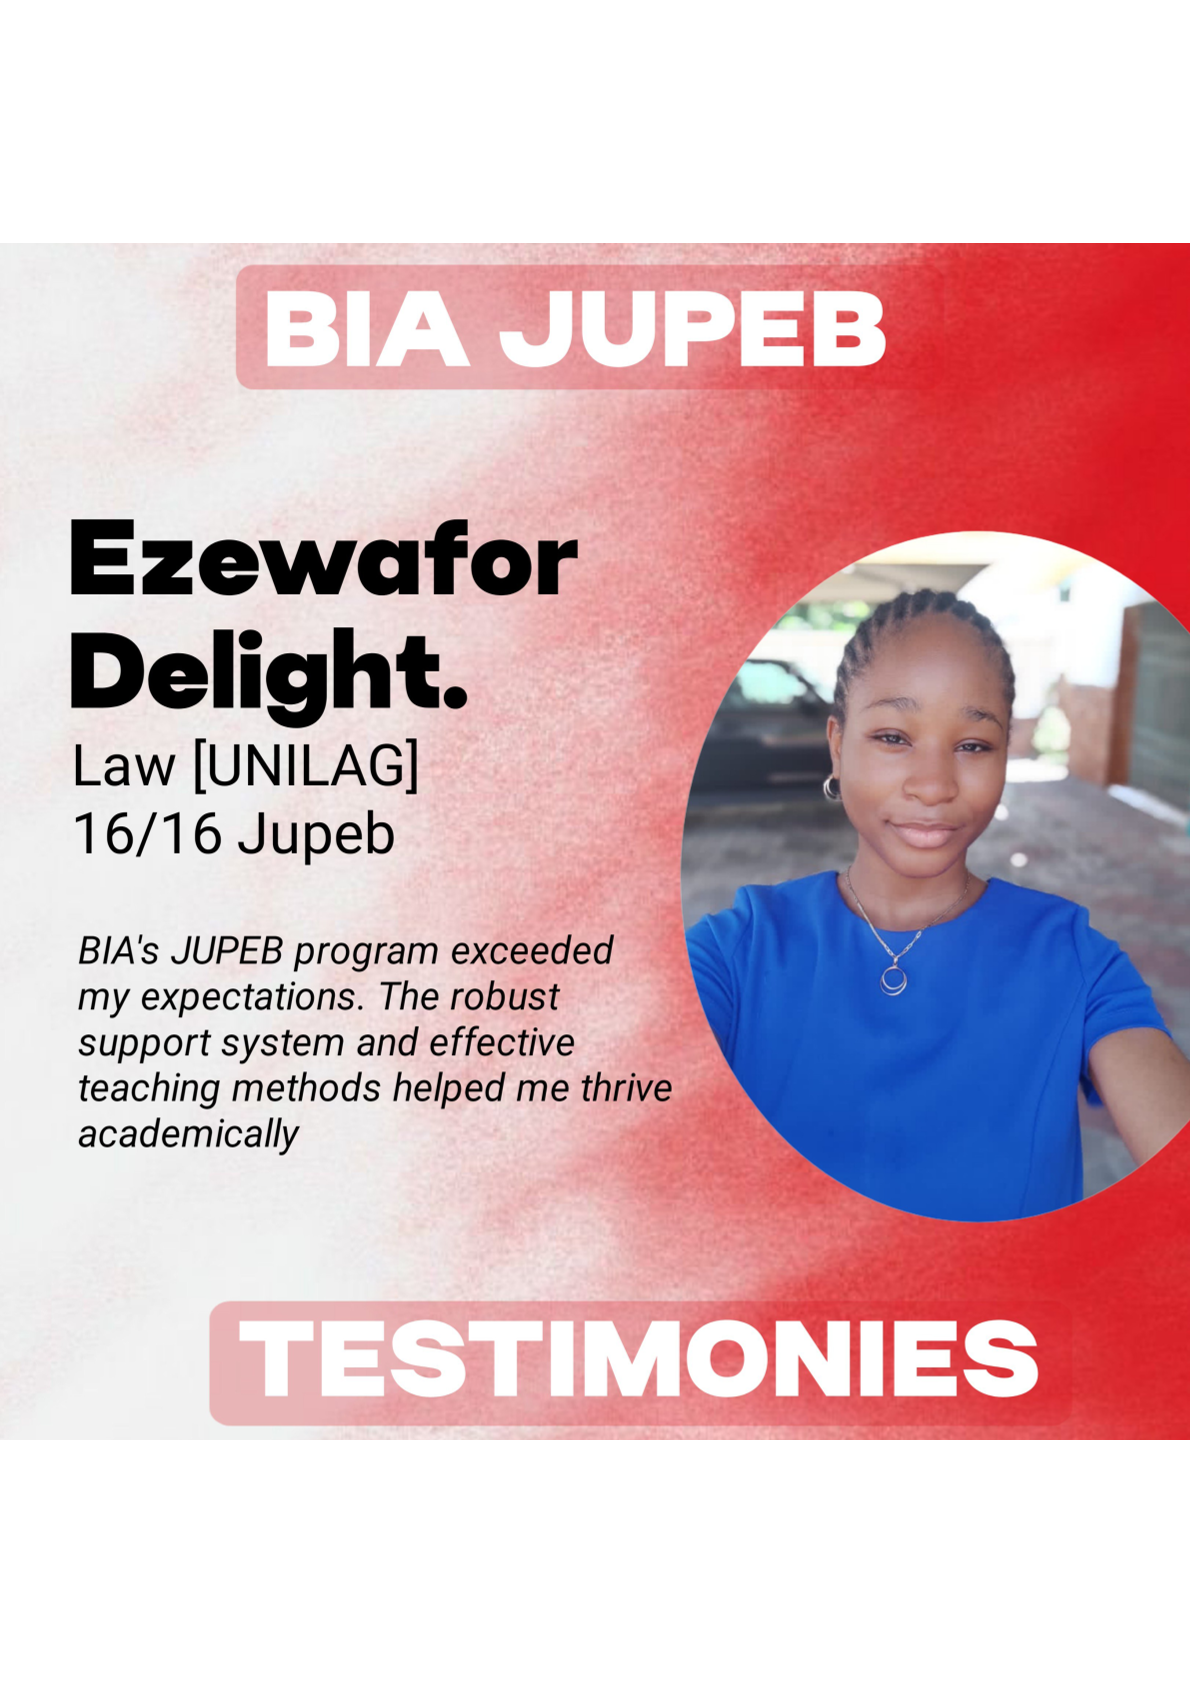 BIA JUPEB
Ezewafor
Delight.
Law [UNILAG]
16/16 Jupeb
BIA's JUPEB program exceeded
my expectations. The robust
support system and effective
teaching methods helped me thrive
academically
TESTIMONIES